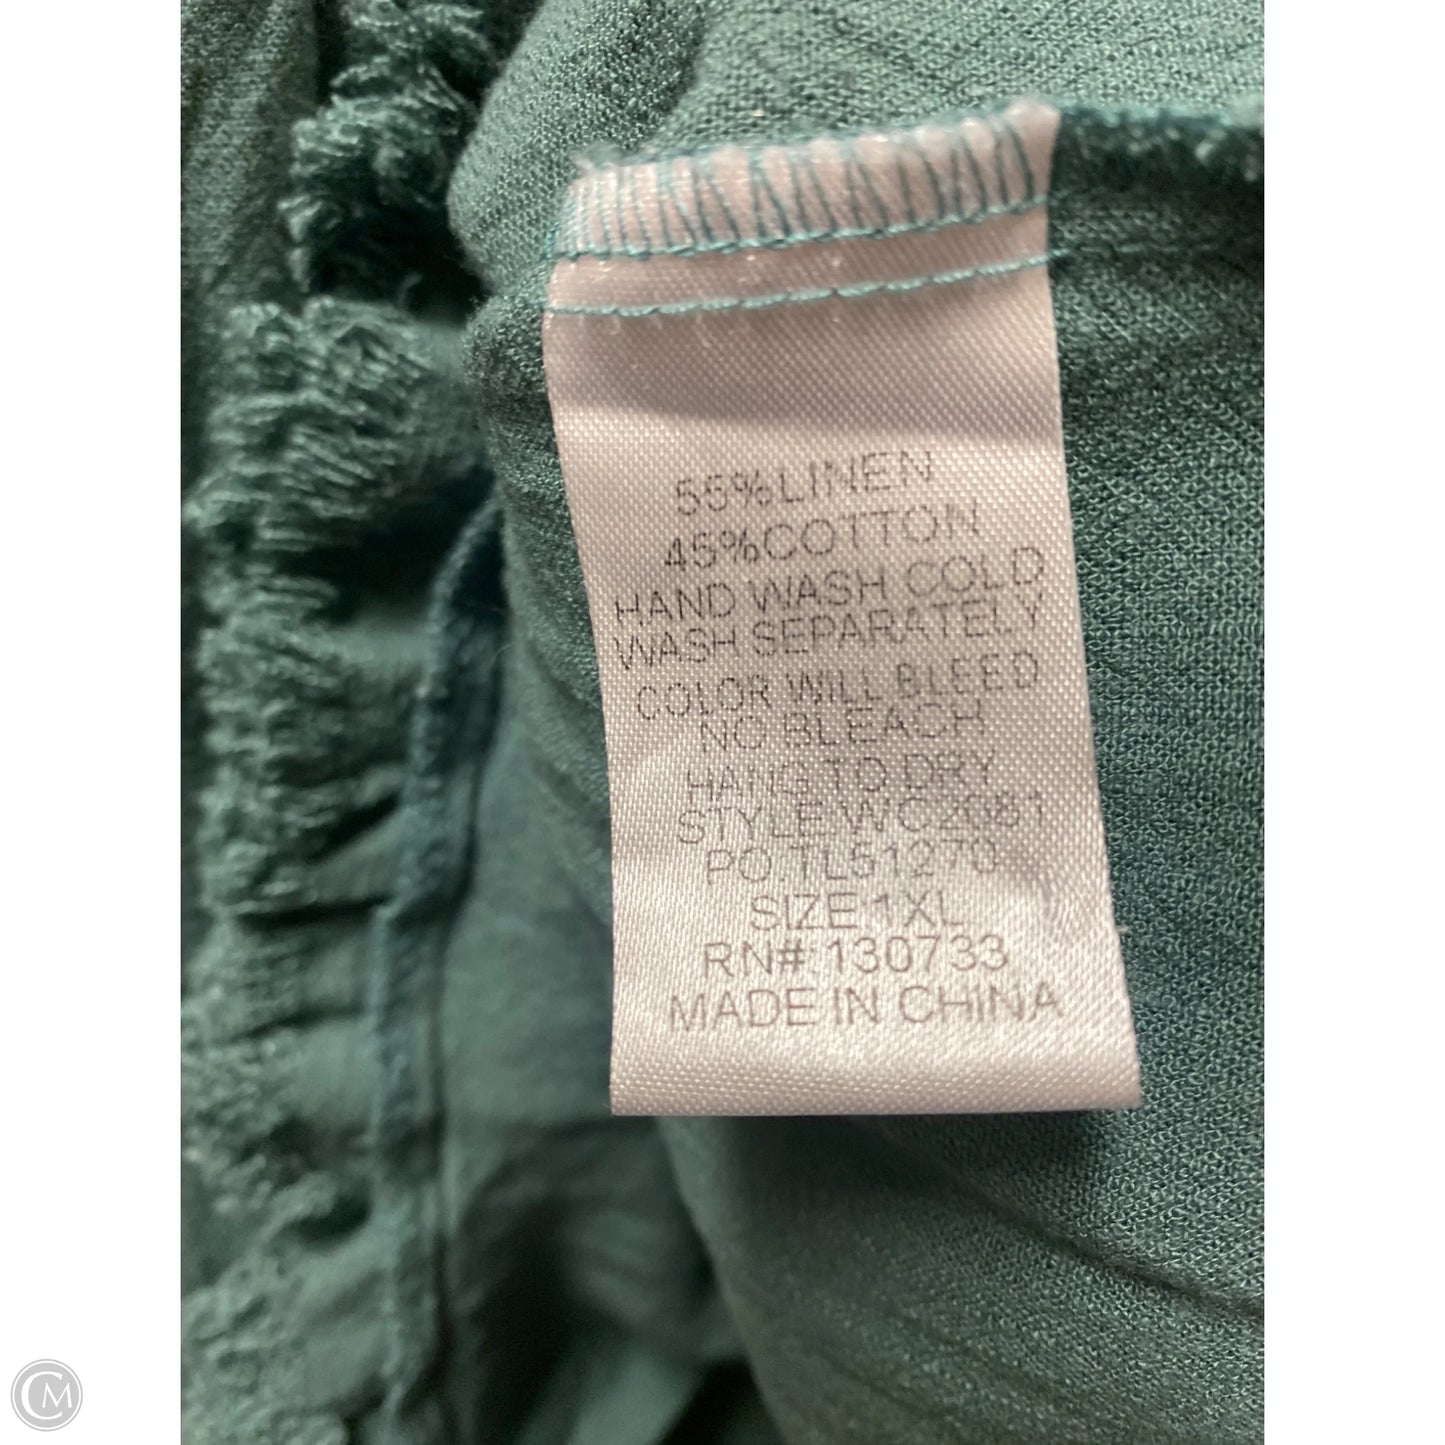 55%LINEN
45%COTTON
HAND WASH COLD
WASH SEPARATELY
COLOR WILL BLEED
NO BLEACH
HANG TO DRY
STYLE:WC2081
PO.TL51270
SIZE:1XL
RN#:130733
MADE IN CHINA
CM